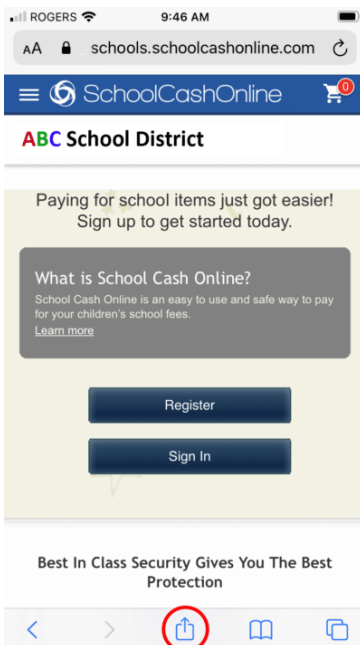 ROGERS 9:46 AM
AA schools.schoolcashonline.com
SchoolCashOnline 0
ABC School District
Paying for school items just got easier!
Sign up to get started today.
What is School Cash Online?
School Cash Online is an easy to use and safe way to pay
for your children's school fees.
Learn more
Register
Sign In
Best In Class Security Gives You The Best
Protection